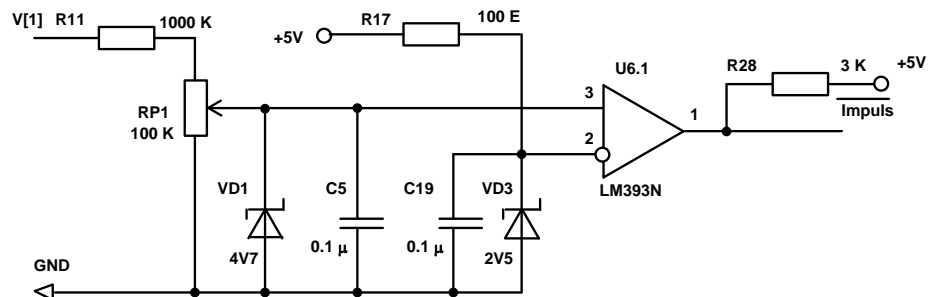 V[1] R11 1000 K
R17 100 E
+5V
U6.1
R28 3 K +5V
Impuls
RP1
100 K
3
2
1
LM393N
VD1 C5 C19 VD3
4V7 0.1 μ 0.1 μ 2V5
GND